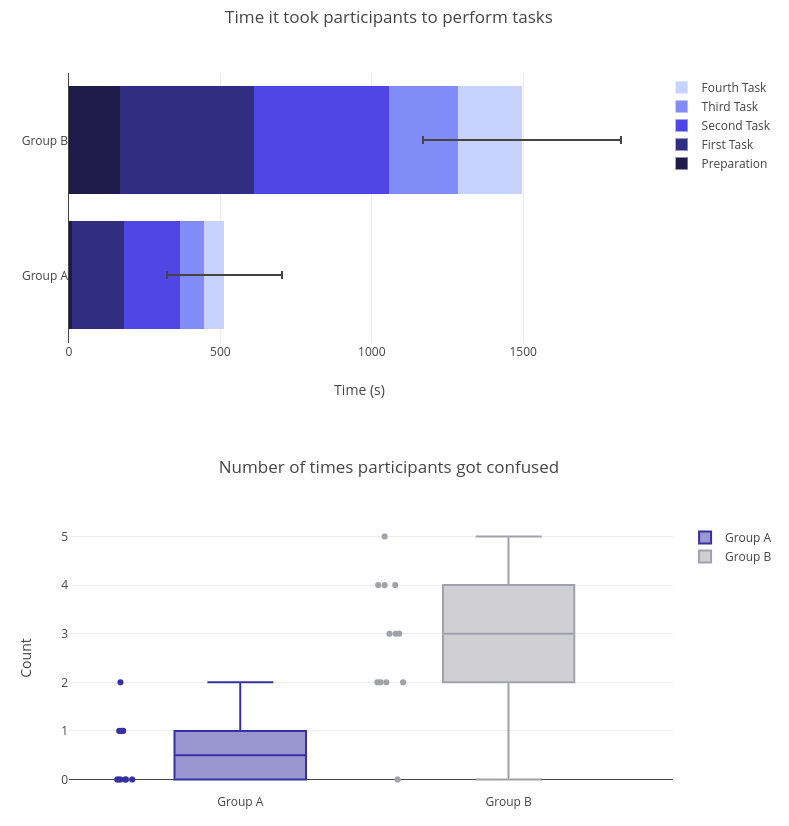 Time it took participants to perform tasks
Fourth Task
Third Task
Second Task
First Task
Preparation
Group B
Group A
0 500 1000 1500
Time (s)
Number of times participants got confused
Group A
Group B
5
4
3
2
1
0
Count
Group A Group B